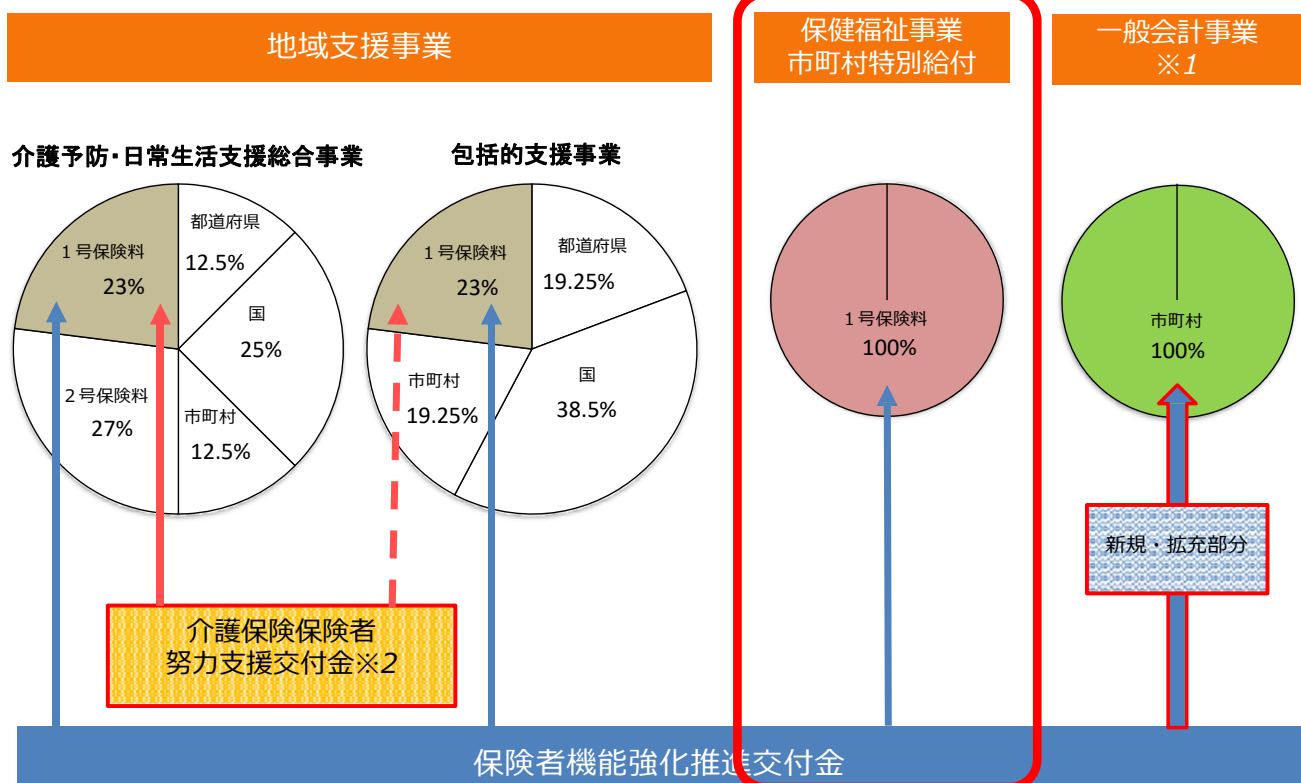 地域支援事業
保健福祉事業
市町村特別給付
一般会計事業
※1
介護予防・日常生活支援総合事業
包括的支援事業
都道府県
12.5%
国
25%
市町村
12.5%
2号保険料
27%
1号保険料
23%
都道府県
19.25%
国
38.5%
市町村
19.25%
1号保険料
23%
1号保険料
100%
市町村
100%
新規・拡充部分
介護保険保険者
努力支援交付金※2
保険者機能強化推進交付金